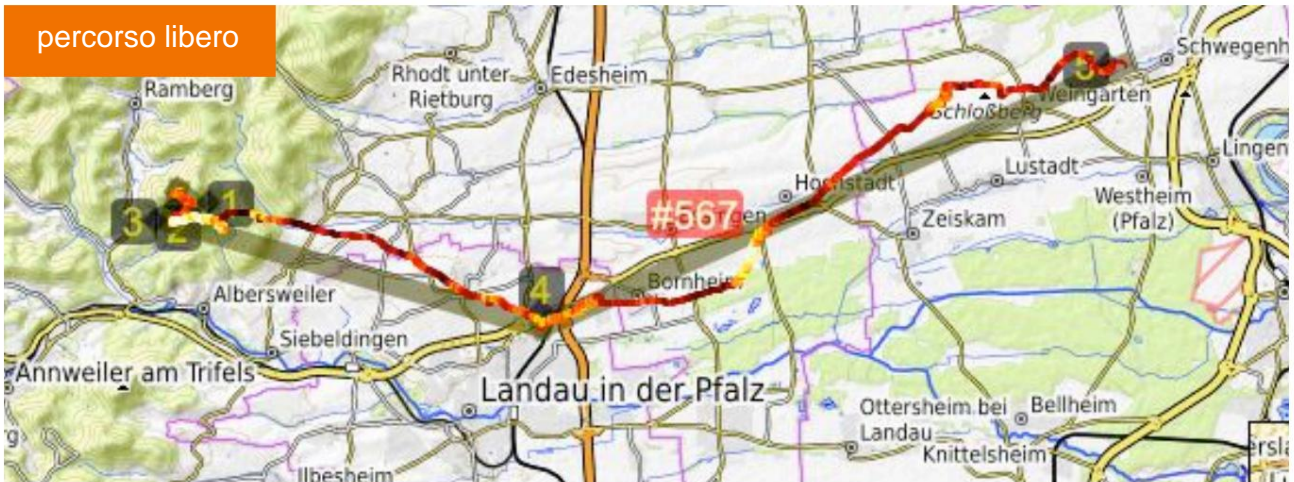 percorso libero
Schwegenh
Ramberg
Rhodt unter
Rietburg
Edesheim
5
Weingarten
Schloßberg
Lingen
Lustadt
Hochstadt
Westheim
(Pfalz)
1
3
2
#567
ingen
Zeiskam
4
Bornheim
Albersweiler
Siebeldingen
Annweiler am Trifels
Landau in der Pfalz
Ottersheim bei
Landau
Bellheim
Knittelsheim
Ilbesheim
ersla